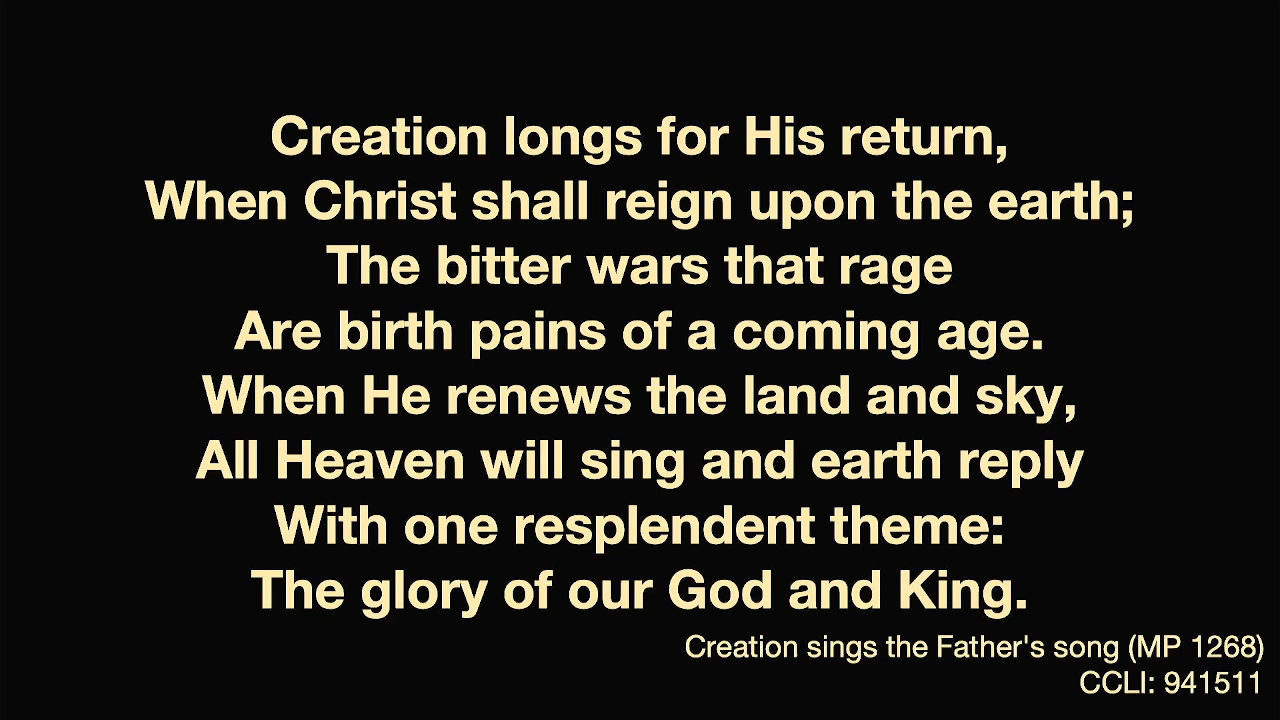 Creation longs for His return,
When Christ shall reign upon the earth;
The bitter wars that rage
Are birth pains of a coming age.
When He renews the land and sky,
All Heaven will sing and earth reply
With one resplendent theme:
The glory of our God and King.
Creation sings the Father's song (MP 1268)
CCLI: 941511